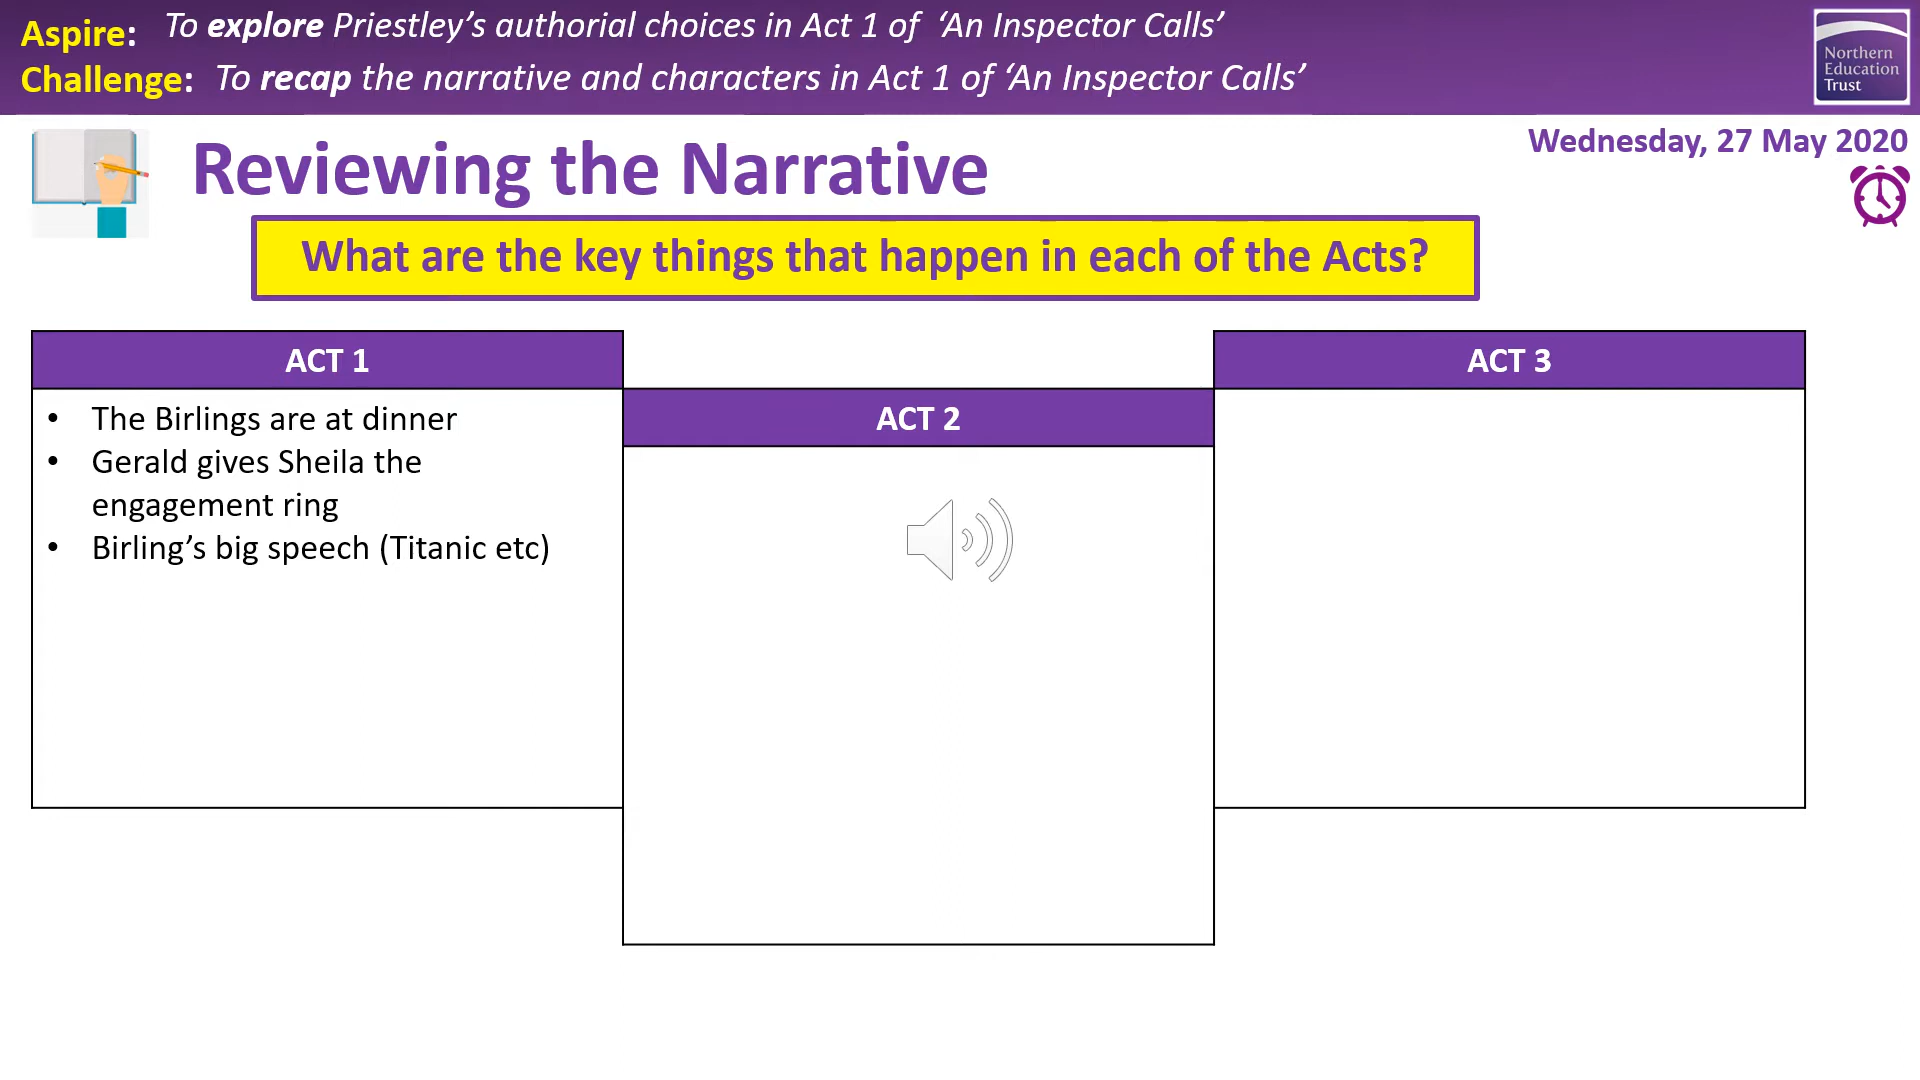 Aspire: To explore Priestley’s authorial choices in Act 1 of ‘An Inspector Calls’
Challenge: To recap the narrative and characters in Act 1 of ‘An Inspector Calls’
Northern
Education
Trust
Wednesday, 27 May 2020
Reviewing the Narrative
What are the key things that happen in each of the Acts?
ACT 1
• The Birlings are at dinner
• Gerald gives Sheila the
engagement ring
• Birling’s big speech (Titanic etc)
ACT 2
ACT 3